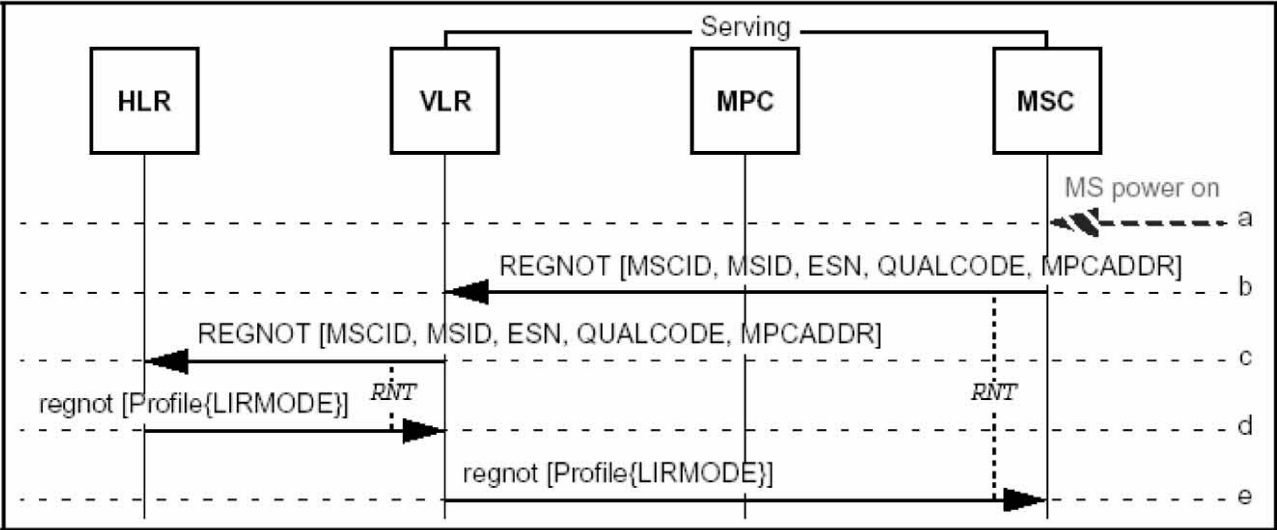 Serving
HLR VLR MPC MSC
MS power on
a
REGNOT [MSCID, MSID, ESN, QUALCODE, MPCADDR]
b
REGNOT [MSCID, MSID, ESN, QUALCODE, MPCADDR]
c
RNT RNT
regnot [Profile{LIRMODE}]
d
regnot [Profile{LIRMODE}]
e